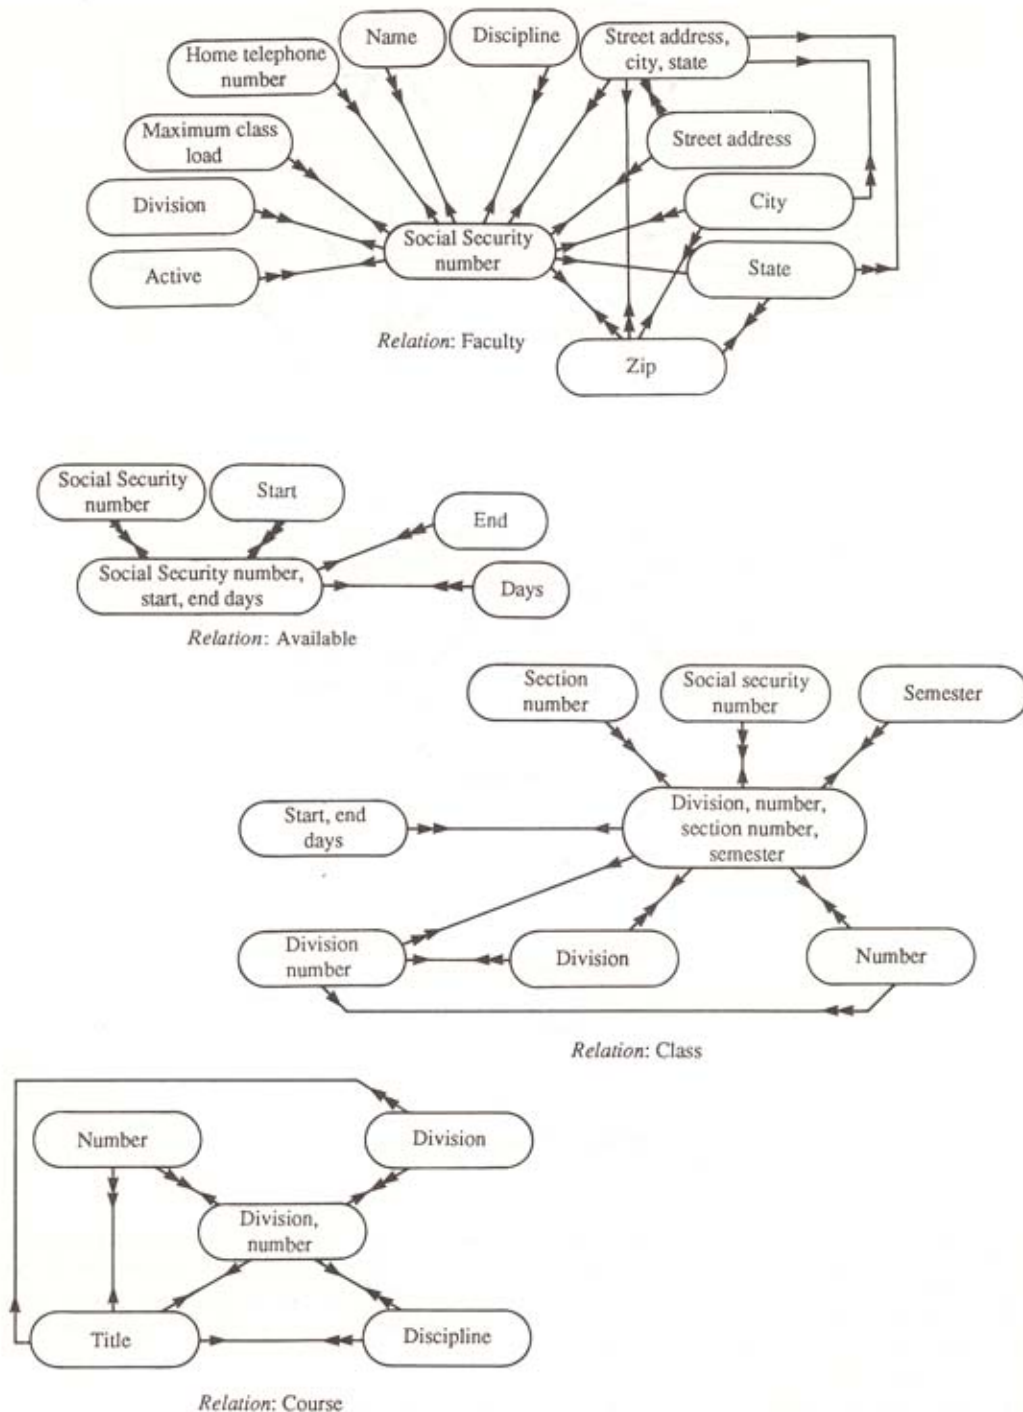 Name
Discipline
Street address,
city, state
Home telephone
number
Maximum class
load
Street address
Division
City
Social Security
number
Active
State
Relation: Faculty
Zip
Social Security
number
Start
End
Social Security number,
start, end days
Days
Relation: Available
Section
number
Social security
number
Semester
Start, end
days
Division, number,
section number,
semester
Division
number
Division
Number
Relation: Class
Number
Division
Division,
number
Title
Discipline
Relation: Course